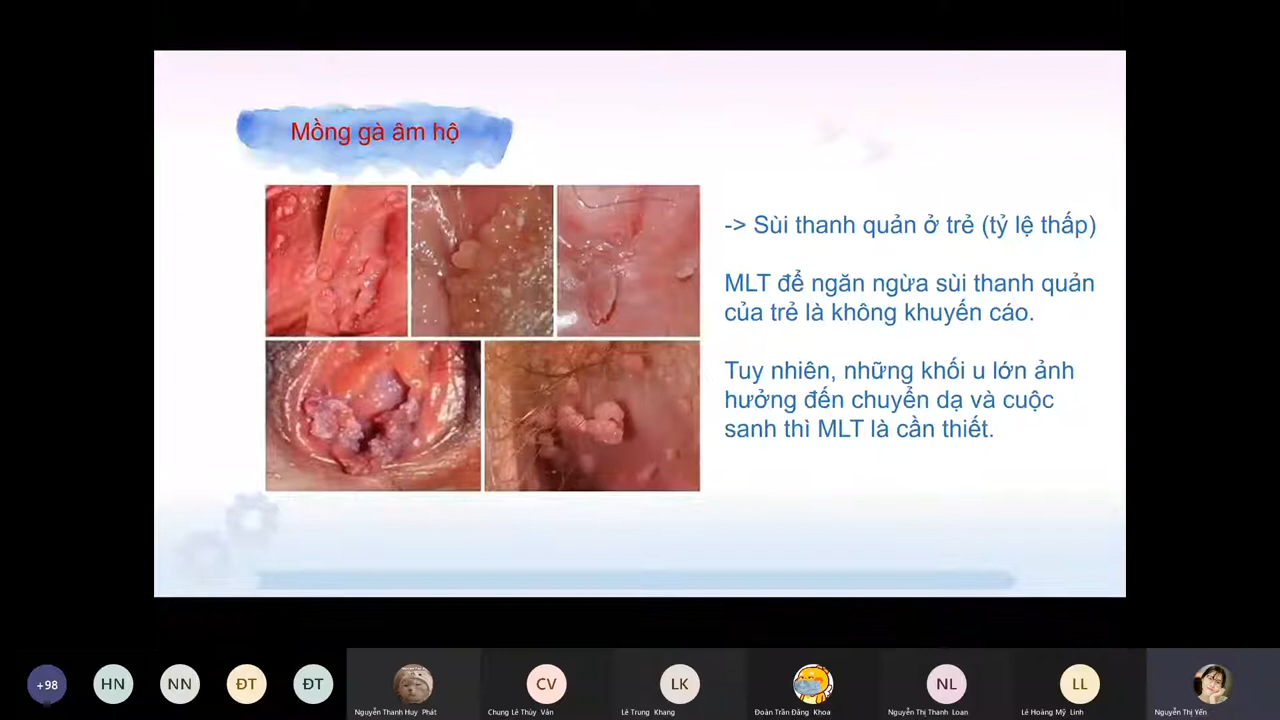 Mồng gà âm hộ
-> Sùi thanh quản ở trẻ (tỷ lệ thấp)
MLT để ngăn ngừa sùi thanh quản
của trẻ là không khuyến cáo.
Tuy nhiên, những khối u lớn ảnh
hưởng đến chuyển dạ và cuộc
sanh thì MLT là cần thiết.
+98
HN
NN
ĐT
ĐT
CV
LK
NL
LL
Nguyễn Thanh Huy Phát
Chung Lê Thúy Vân
Lê Trung Khang
Đoàn Trần Đăng Khoa
Nguyễn Thị Thanh Loan
Lê Hoàng Mỹ Linh
Nguyễn Thị Yến